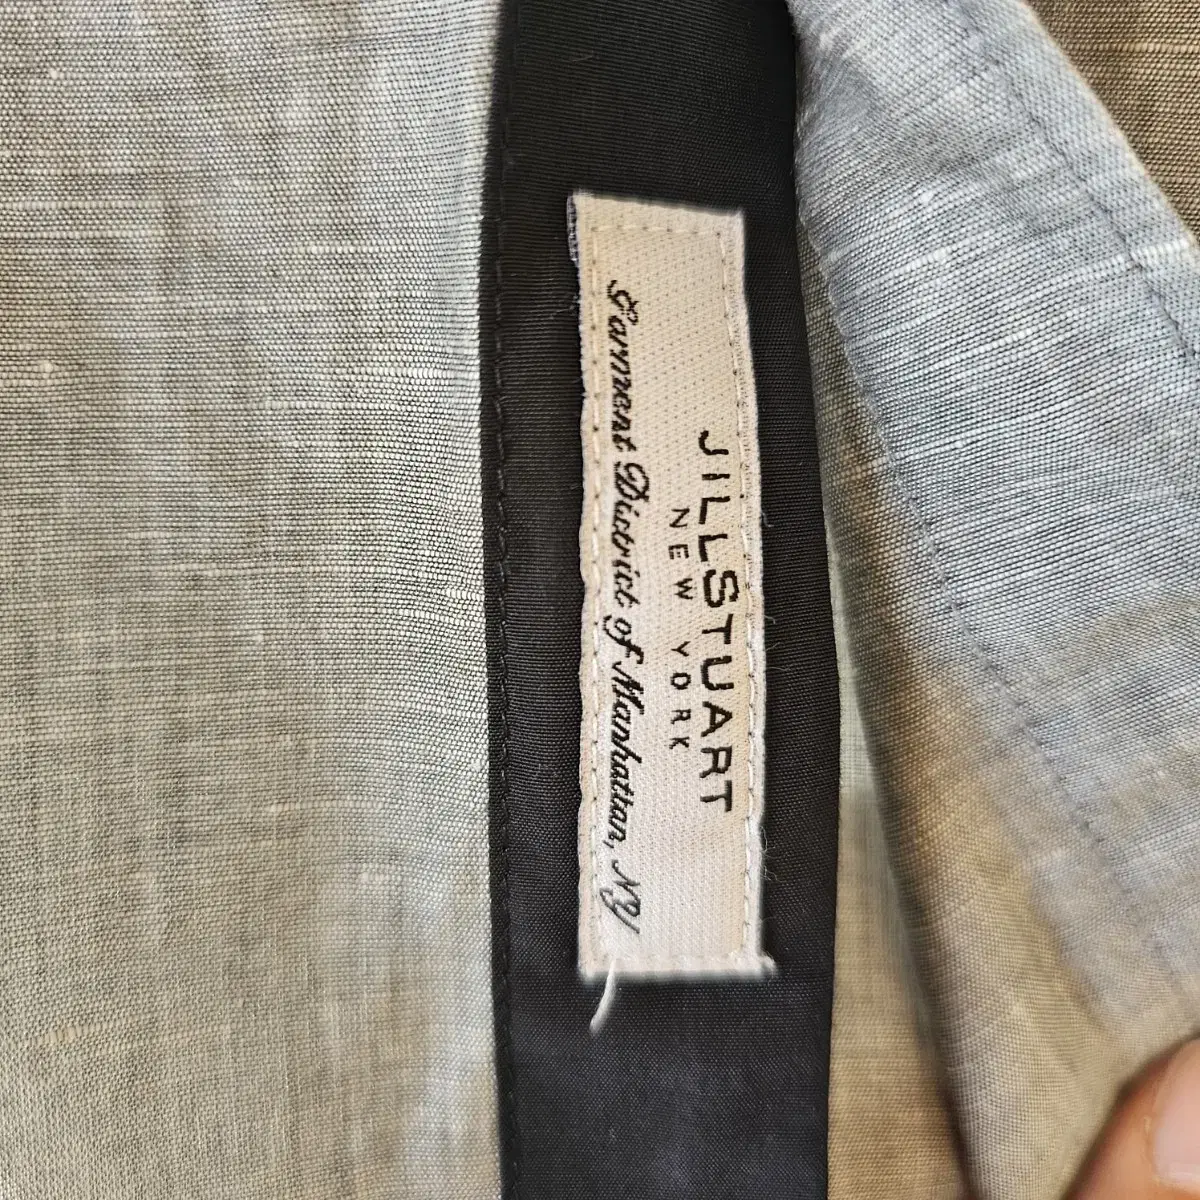 JILLSTUART
NEW YORK
Garment District of Manhattan, NY